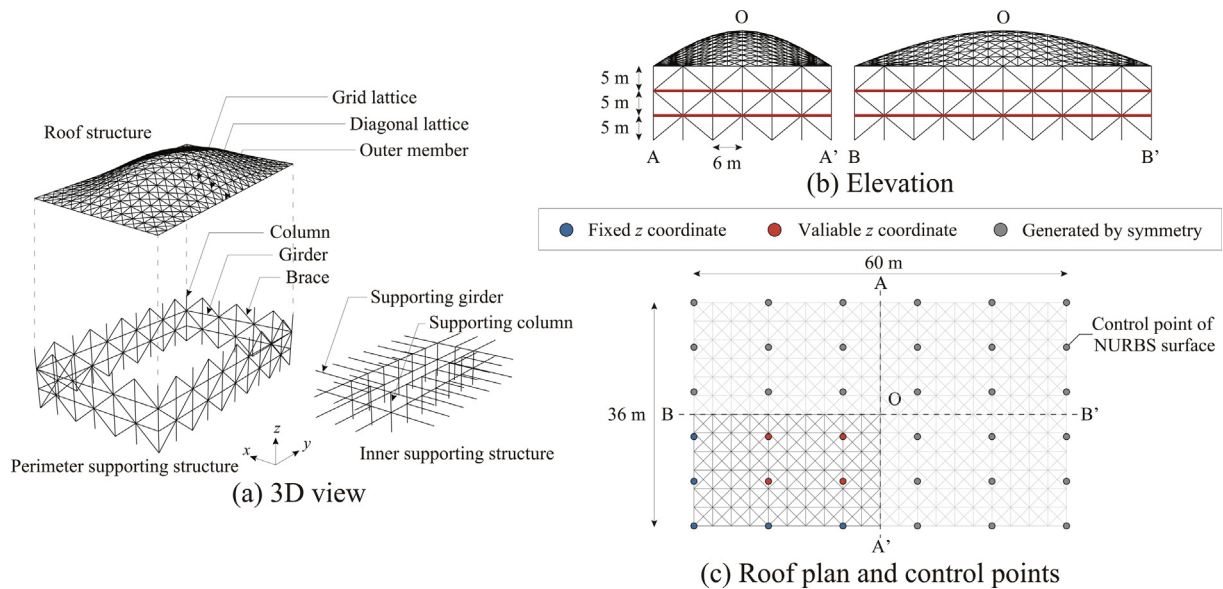 Grid lattice
Roof structure
Diagonal lattice
Outer member
Column
Girder
Brace
Supporting girder
Supporting column
z
x
y
Perimeter supporting structure
Inner supporting structure
(a) 3D view
O
O
5 m
5 m
5 m
A
A'
B
B'
6 m
(b) Elevation
Fixed z coordinate
Valiable z coordinate
Generated by symmetry
60 m
A
Control point of
NURBS surface
O
36 m
B
B'
A'
(c) Roof plan and control points